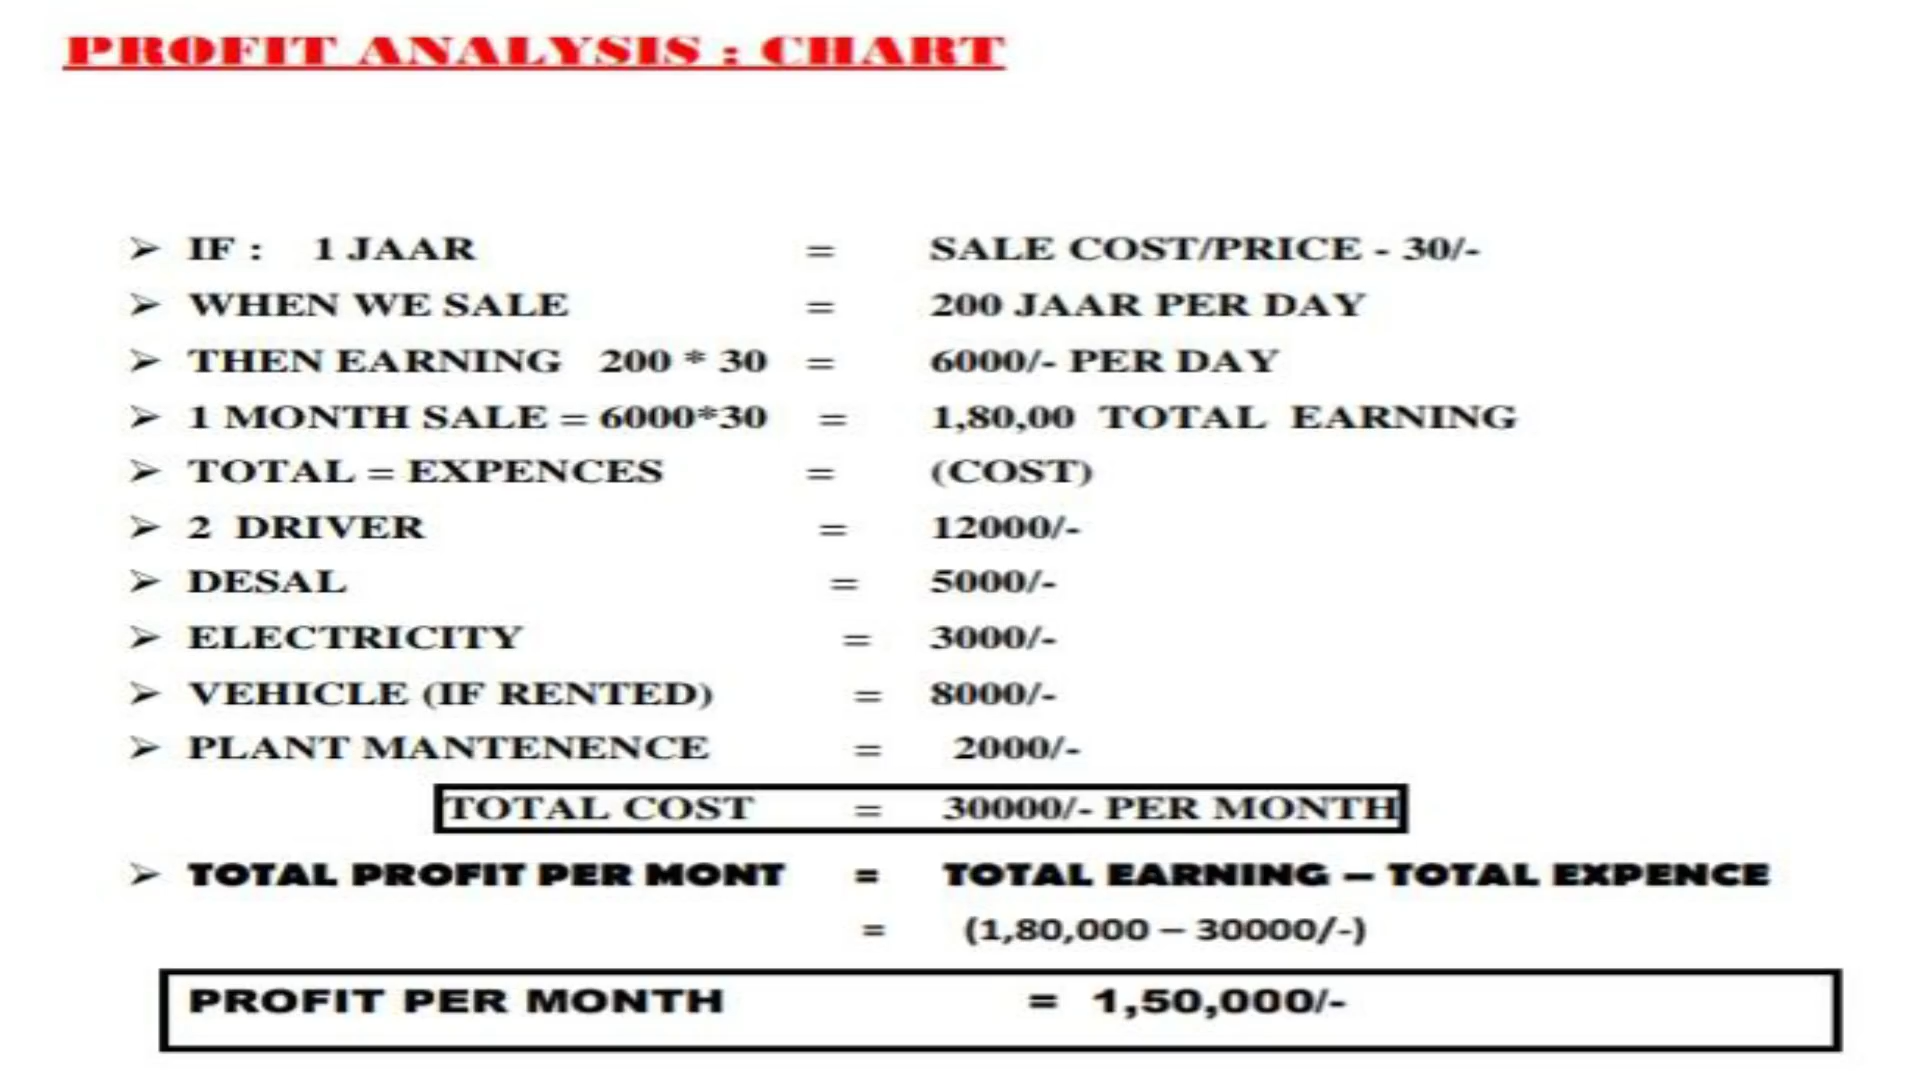 PROFIT ANALYSIS : CHART
➢ IF : 1 JAAR = SALE COST/PRICE - 30/-
➢ WHEN WE SALE = 200 JAAR PER DAY
➢ THEN EARNING 200 * 30 = 6000/- PER DAY
➢ 1 MONTH SALE = 6000*30 = 1,80,00 TOTAL EARNING
➢ TOTAL = EXPENCES = (COST)
➢ 2 DRIVER = 12000/-
➢ DESAL = 5000/-
➢ ELECTRICITY = 3000/-
➢ VEHICLE (IF RENTED) = 8000/-
➢ PLANT MANTENENCE = 2000/-
TOTAL COST = 30000/- PER MONTH
➢ TOTAL PROFIT PER MONT = TOTAL EARNING – TOTAL EXPENCE
= (1,80,000 – 30000/-)
PROFIT PER MONTH = 1,50,000/-